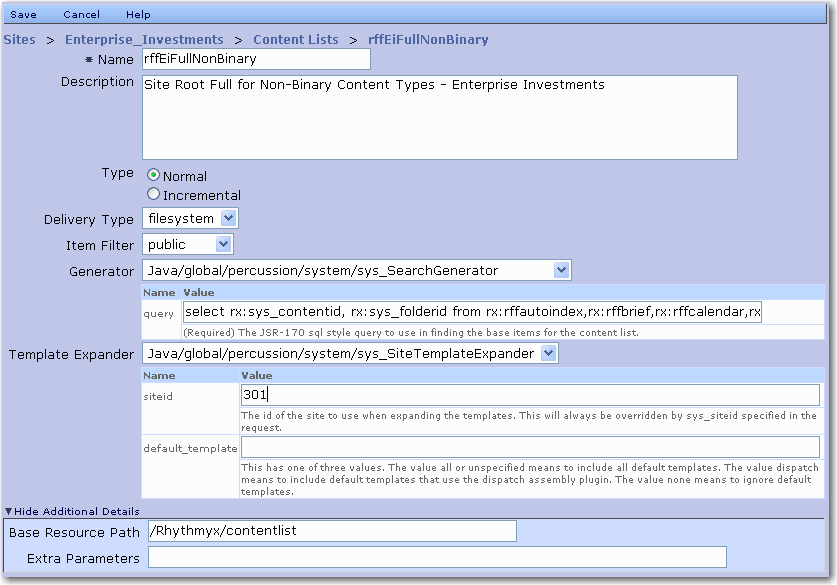 Save Cancel Help
Sites > Enterprise_Investments > Content Lists > rffEiFullNonBinary
* Name rffEiFullNonBinary
Description Site Root Full for Non-Binary Content Types - Enterprise Investments
Type Normal
Incremental
Delivery Type filesystem
Item Filter public
Generator Java/global/percussion/system/sys_SearchGenerator
Name Value
query select rx:sys_contentid, rx:sys_folderid from rx:rffautoindex,rx:rffbrief,rx:rffcalendar,rx
(Required) The JSR-170 sql style query to use in finding the base items for the content list.
Template Expander Java/global/percussion/system/sys_SiteTemplateExpander
Name Value
siteid 301
The id of the site to use when expanding the templates. This will always be overridden by sys_siteid specified in the
request.
default_template
This has one of three values. The value all or unspecified means to include all default templates. The value dispatch
means to include default templates that use the dispatch assembly plugin. The value none means to ignore default
templates.
▼Hide Additional Details
Base Resource Path /Rhythmyx/contentlist
Extra Parameters